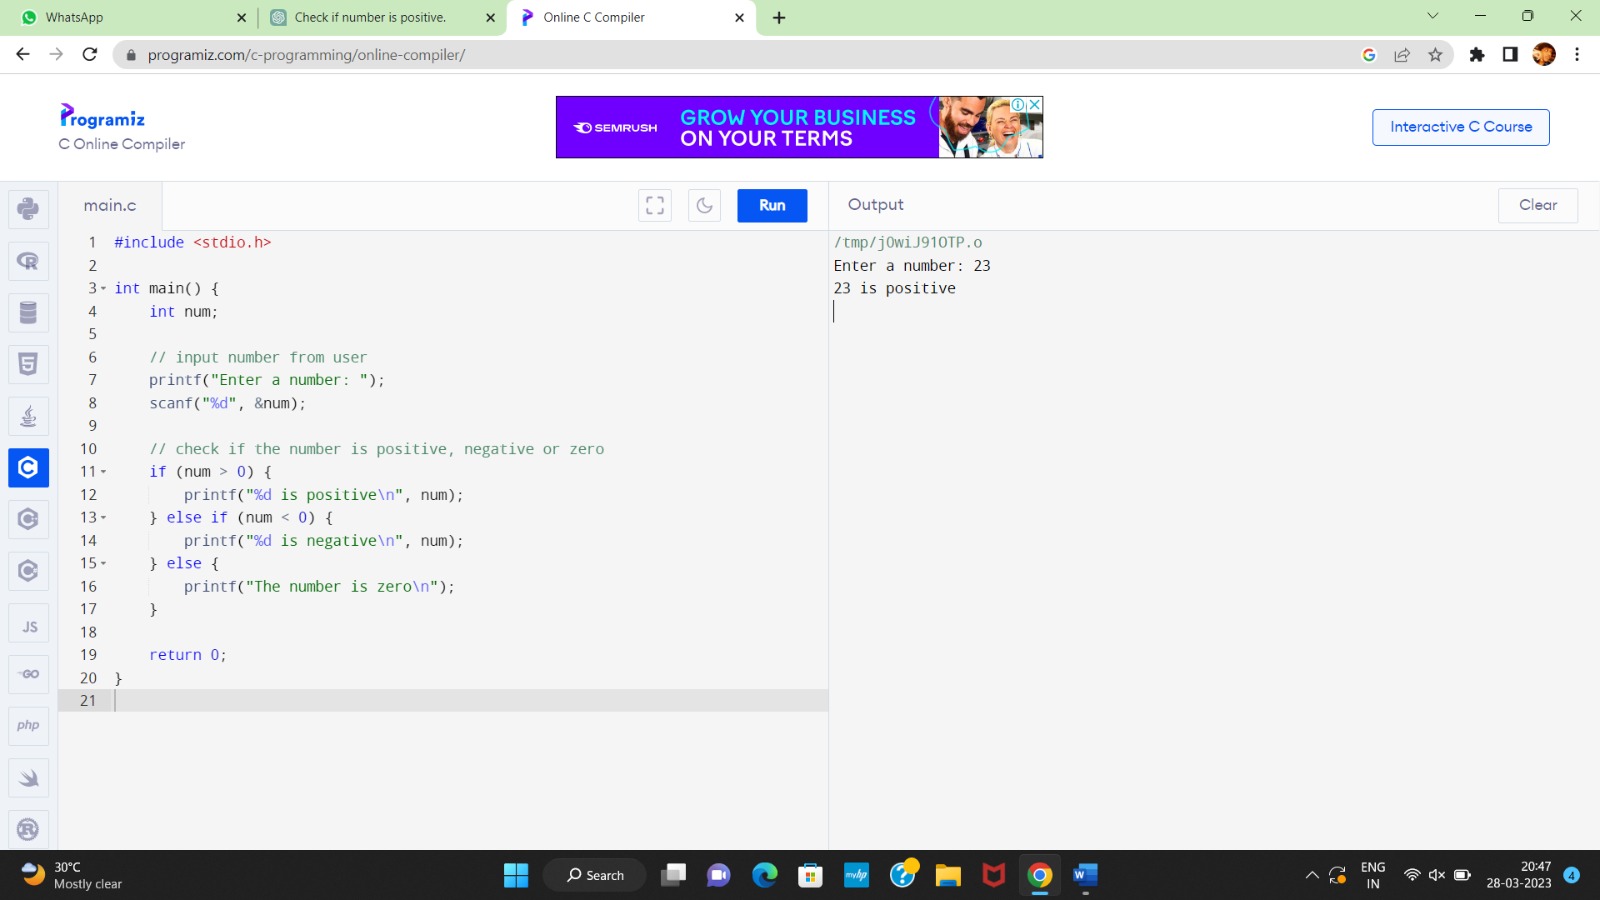 WhatsApp
Check if number is positive.
Online C Compiler
programiz.com/c-programming/online-compiler/
Programiz
C Online Compiler
SEMRUSH
GROW YOUR BUSINESS
ON YOUR TERMS
Interactive C Course
main.c
Run
Output
Clear
1 #include <stdio.h>
2
3 int main() {
4     int num;
5
6     // input number from user
7     printf("Enter a number: ");
8     scanf("%d", &num);
9
10     // check if the number is positive, negative or zero
11     if (num > 0) {
12         printf("%d is positive\n", num);
13     } else if (num < 0) {
14         printf("%d is negative\n", num);
15     } else {
16         printf("The number is zero\n");
17     }
18
19     return 0;
20 }
21
/tmp/jOwiJ91OTP.o
Enter a number: 23
23 is positive
JS
GO
php
30°C
Mostly clear
Search
myhp
ENG
IN
20:47
28-03-2023
4